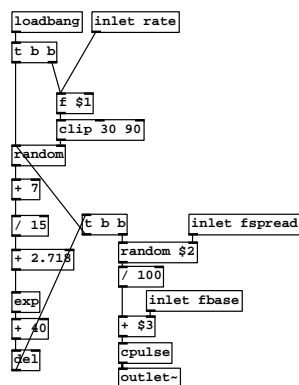 loadbang
inlet rate
t b b
f $1
clip 30 90
random
+ 7
/ 15
t b b
inlet fspread
random $2
+ 2.718
/ 100
exp
inlet fbase
+ 40
+ $3
del
cpulse
outlet~